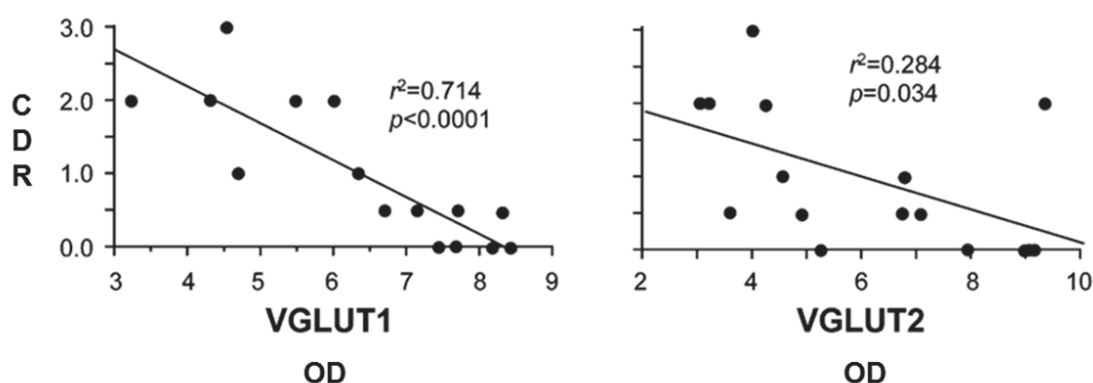 3.0
2.0
1.0
0.0
C
D
R
r²=0.714
p<0.0001
3 4 5 6 7 8 9
VGLUT1
OD
r²=0.284
p=0.034
2 4 6 8 10
VGLUT2
OD